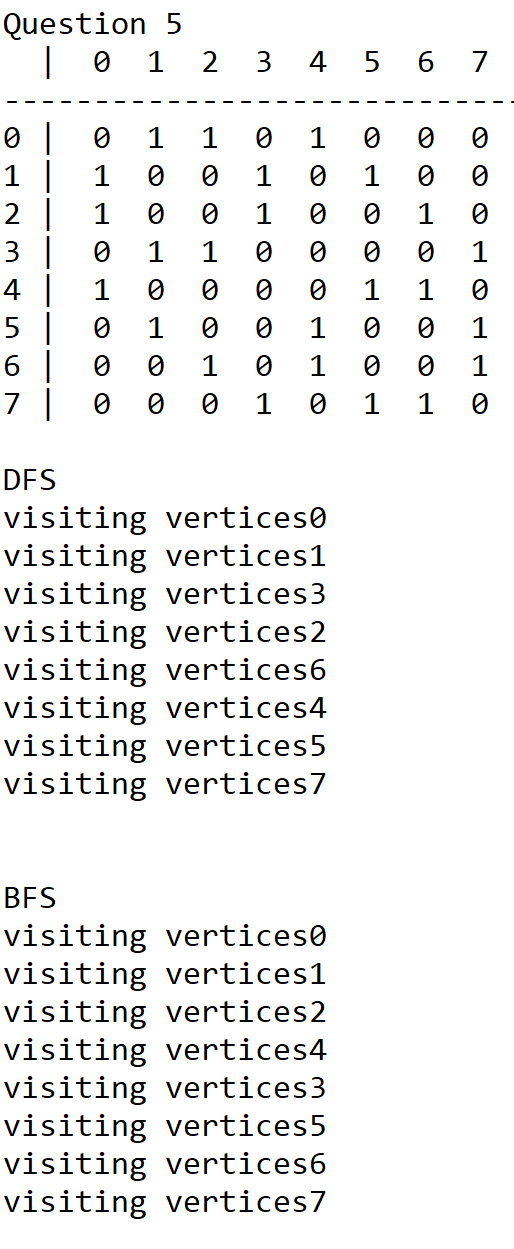 Question 5
| 0 1 2 3 4 5 6 7
-----------------------------
0 | 0 1 1 0 1 0 0 0
1 | 1 0 0 1 0 1 0 0
2 | 1 0 0 1 0 0 1 0
3 | 0 1 1 0 0 0 0 1
4 | 1 0 0 0 0 1 1 0
5 | 0 1 0 0 1 0 0 1
6 | 0 0 1 0 1 0 0 1
7 | 0 0 0 1 0 1 1 0
DFS
visiting vertices0
visiting vertices1
visiting vertices3
visiting vertices2
visiting vertices6
visiting vertices4
visiting vertices5
visiting vertices7
BFS
visiting vertices0
visiting vertices1
visiting vertices2
visiting vertices4
visiting vertices3
visiting vertices5
visiting vertices6
visiting vertices7